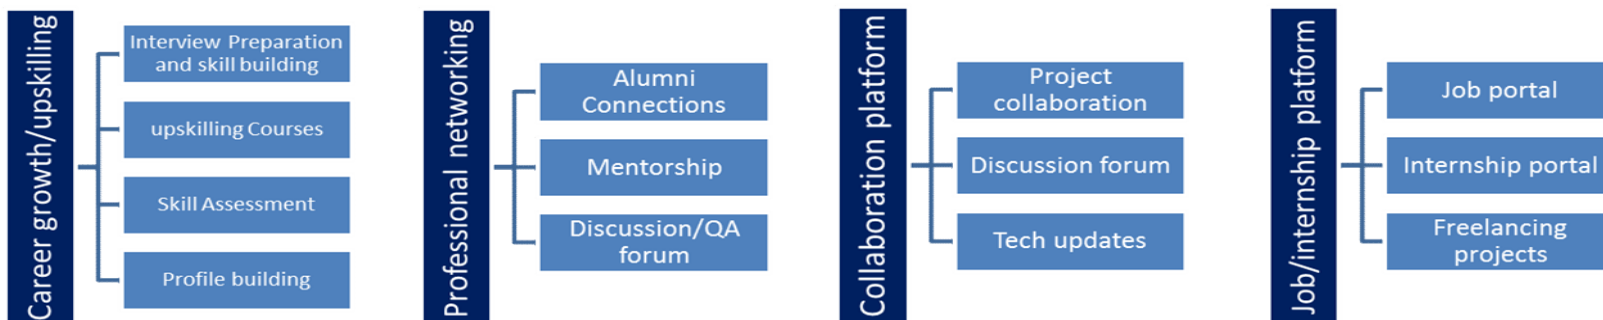 Career growth/upskilling
Interview Preparation
and skill building
upskilling Courses
Skill Assessment
Profile building
Professional networking
Alumni
Connections
Mentorship
Discussion/QA
forum
Collaboration platform
Project
collaboration
Discussion forum
Tech updates
Job/internship platform
Job portal
Internship portal
Freelancing
projects